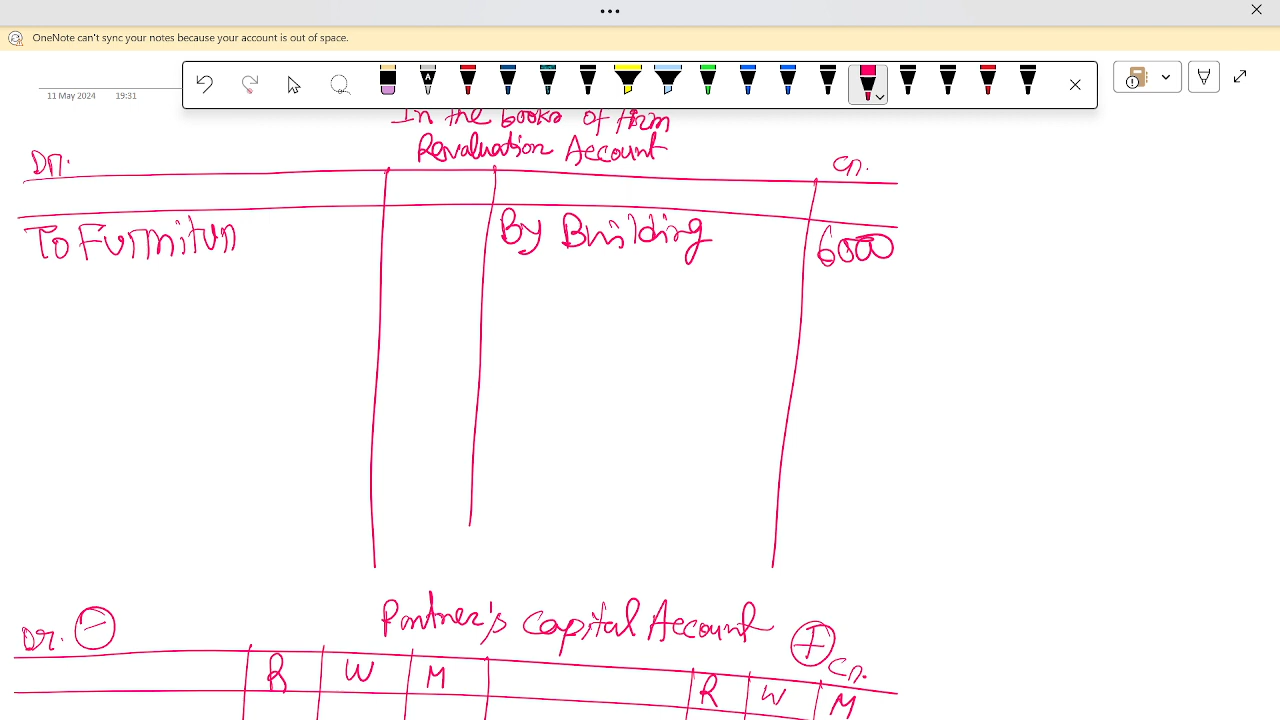 OneNote can't sync your notes because your account is out of space.
A
11 May 2024 19:31
In the books of firm
Revaluation Account
Dr. Cr.
To Furniture By Building 6000
Partner's Capital Account
Dr. − + Cr.
R W M R W M